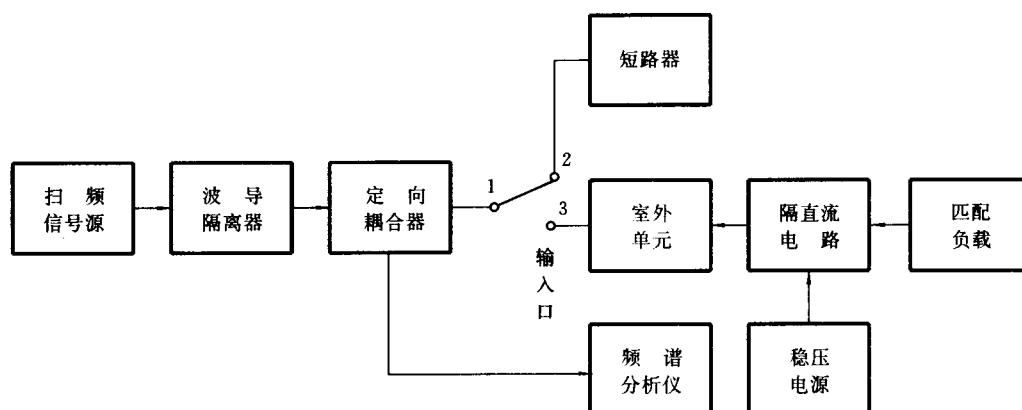 短路器
扫频
信号源
波导
隔离器
定向
耦合器
1
2
3
输
入
口
室外
单元
隔直流
电路
匹配
负载
频谱
分析仪
稳压
电源